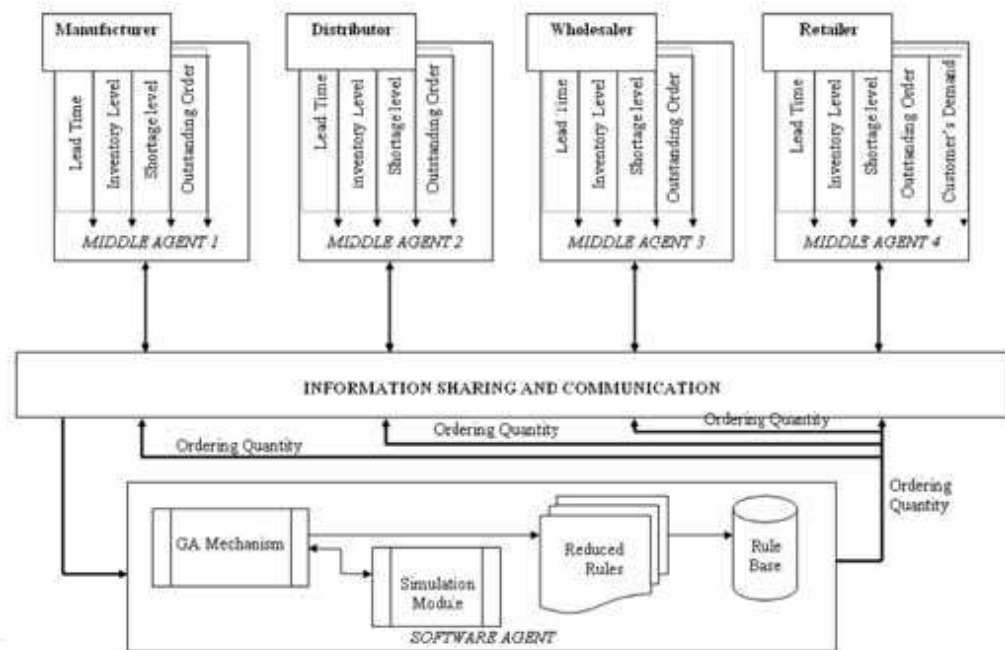 Manufacturer
Lead Time
Inventory Level
Shortage level
Outstanding Order
MIDDLE AGENT 1
Distributor
Lead Time
inventory Level
Shortage level
Outstanding Order
MIDDLE AGENT 2
Wholesaler
Lead Time
Inventory Level
Shortage level
Outstanding Order
MIDDLE AGENT 3
Retailer
Lead Time
Inventory Level
Shortage level
Outstanding Order
Customer's Demand
MIDDLE AGENT 4
INFORMATION SHARING AND COMMUNICATION
Ordering Quantity
Ordering Quantity
Ordering Quantity
Ordering
Quantity
GA Mechanism
Simulation
Module
Reduced
Rules
Rule
Base
SOFTWARE AGENT